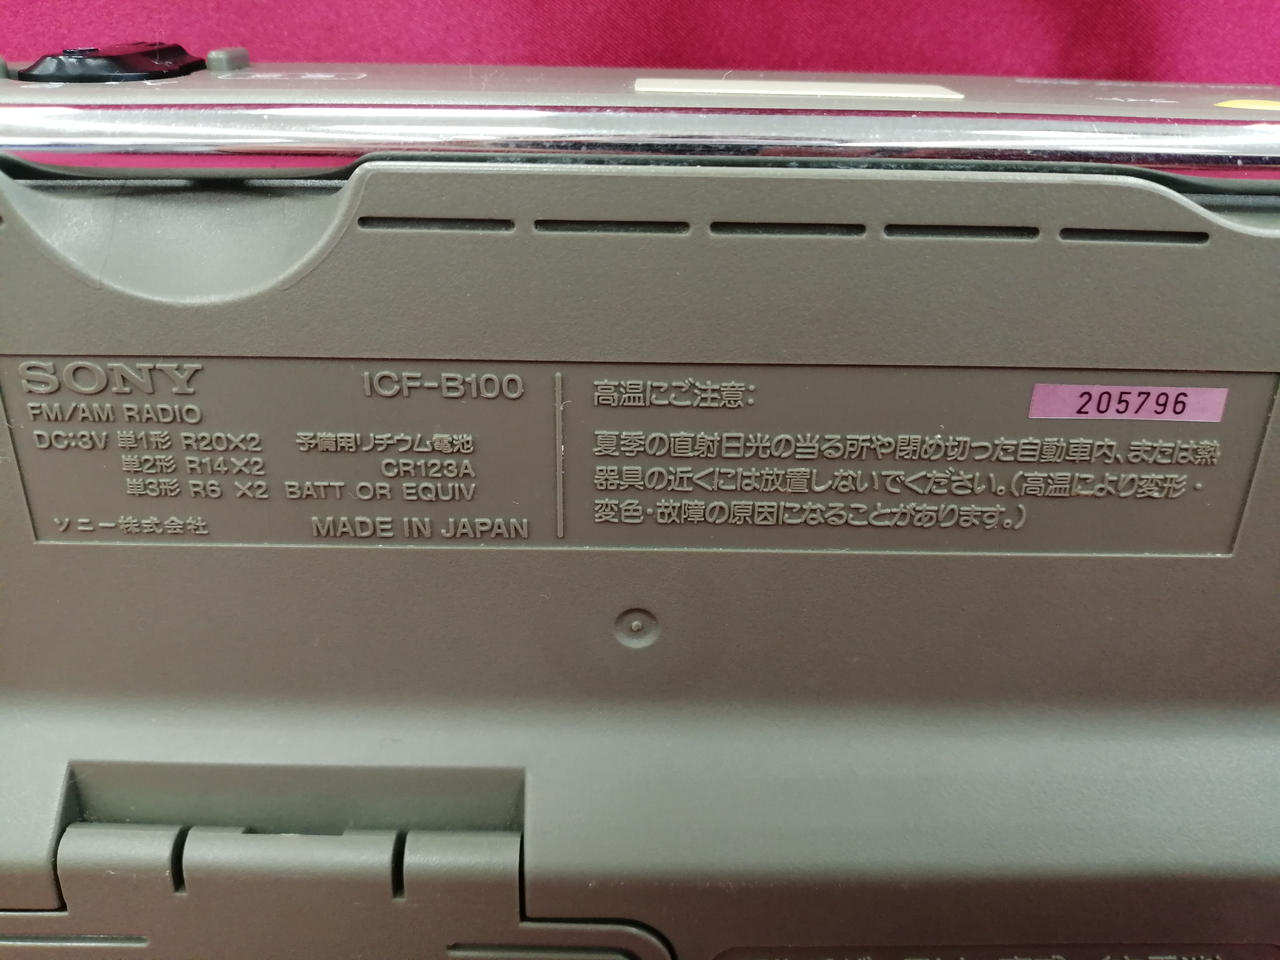 SONY
ICF-B100
FM/AM RADIO
DC:3V 単1形 R20×2 予備用リチウム電池
単2形 R14×2 CR123A
単3形 R6 ×2 BATT OR EQUIV
ソニー株式会社 MADE IN JAPAN
高温にご注意:
205796
夏季の直射日光の当る所や閉め切った自動車内、または熱
器具の近くには放置しないでください。(高温により変形・
変色・故障の原因になることがあります。)